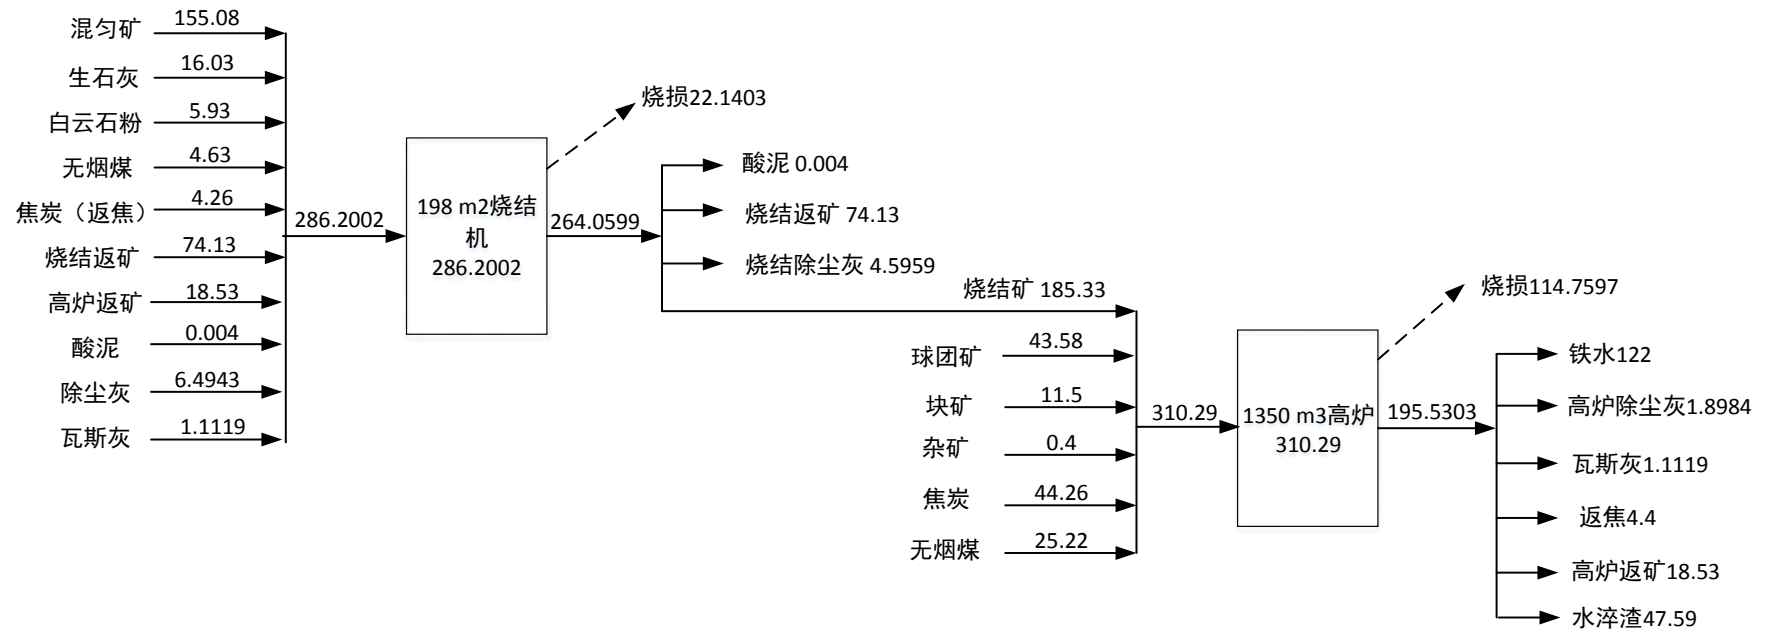 混匀矿 155.08
生石灰 16.03
白云石粉 5.93
无烟煤 4.63
焦炭（返焦） 4.26
烧结返矿 74.13
高炉返矿 18.53
酸泥 0.004
除尘灰 6.4943
瓦斯灰 1.1119
286.2002
198 m2烧结
机
286.2002
烧损22.1403
264.0599
酸泥 0.004
烧结返矿 74.13
烧结除尘灰 4.5959
烧结矿 185.33
球团矿 43.58
块矿 11.5
杂矿 0.4
焦炭 44.26
无烟煤 25.22
310.29
1350 m3高炉
310.29
烧损114.7597
195.5303
铁水122
高炉除尘灰1.8984
瓦斯灰1.1119
返焦4.4
高炉返矿18.53
水淬渣47.59